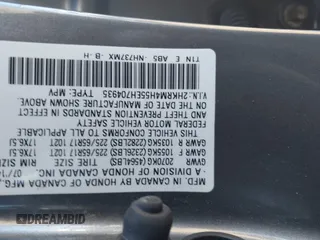 MFD. IN CANADA BY HONDA OF CANADA MFG.,
A DIVISION OF HONDA CANADA INC. 07/1
GVWR 2070KG (4564LBS) TIRE SIZE RIM SI
GAWR F 1055KG (2326LBS) 225/65R17 102T 17X6.5J
GAWR R 1035KG (2282LBS) 225/65R17 102T 17X6.5J
THIS VEHICLE CONFORMS TO ALL APPLICABLE
FEDERAL MOTOR VEHICLE SAFETY
AND THEFT PREVENTION STANDARDS IN EFFECT
ON THE DATE OF MANUFACTURE SHOWN ABOVE.
V.I.N.: 2HKRM4H55EH704935 TYPE: MPV
T1N E ABS -NH737MX -B -H
DREAMBID